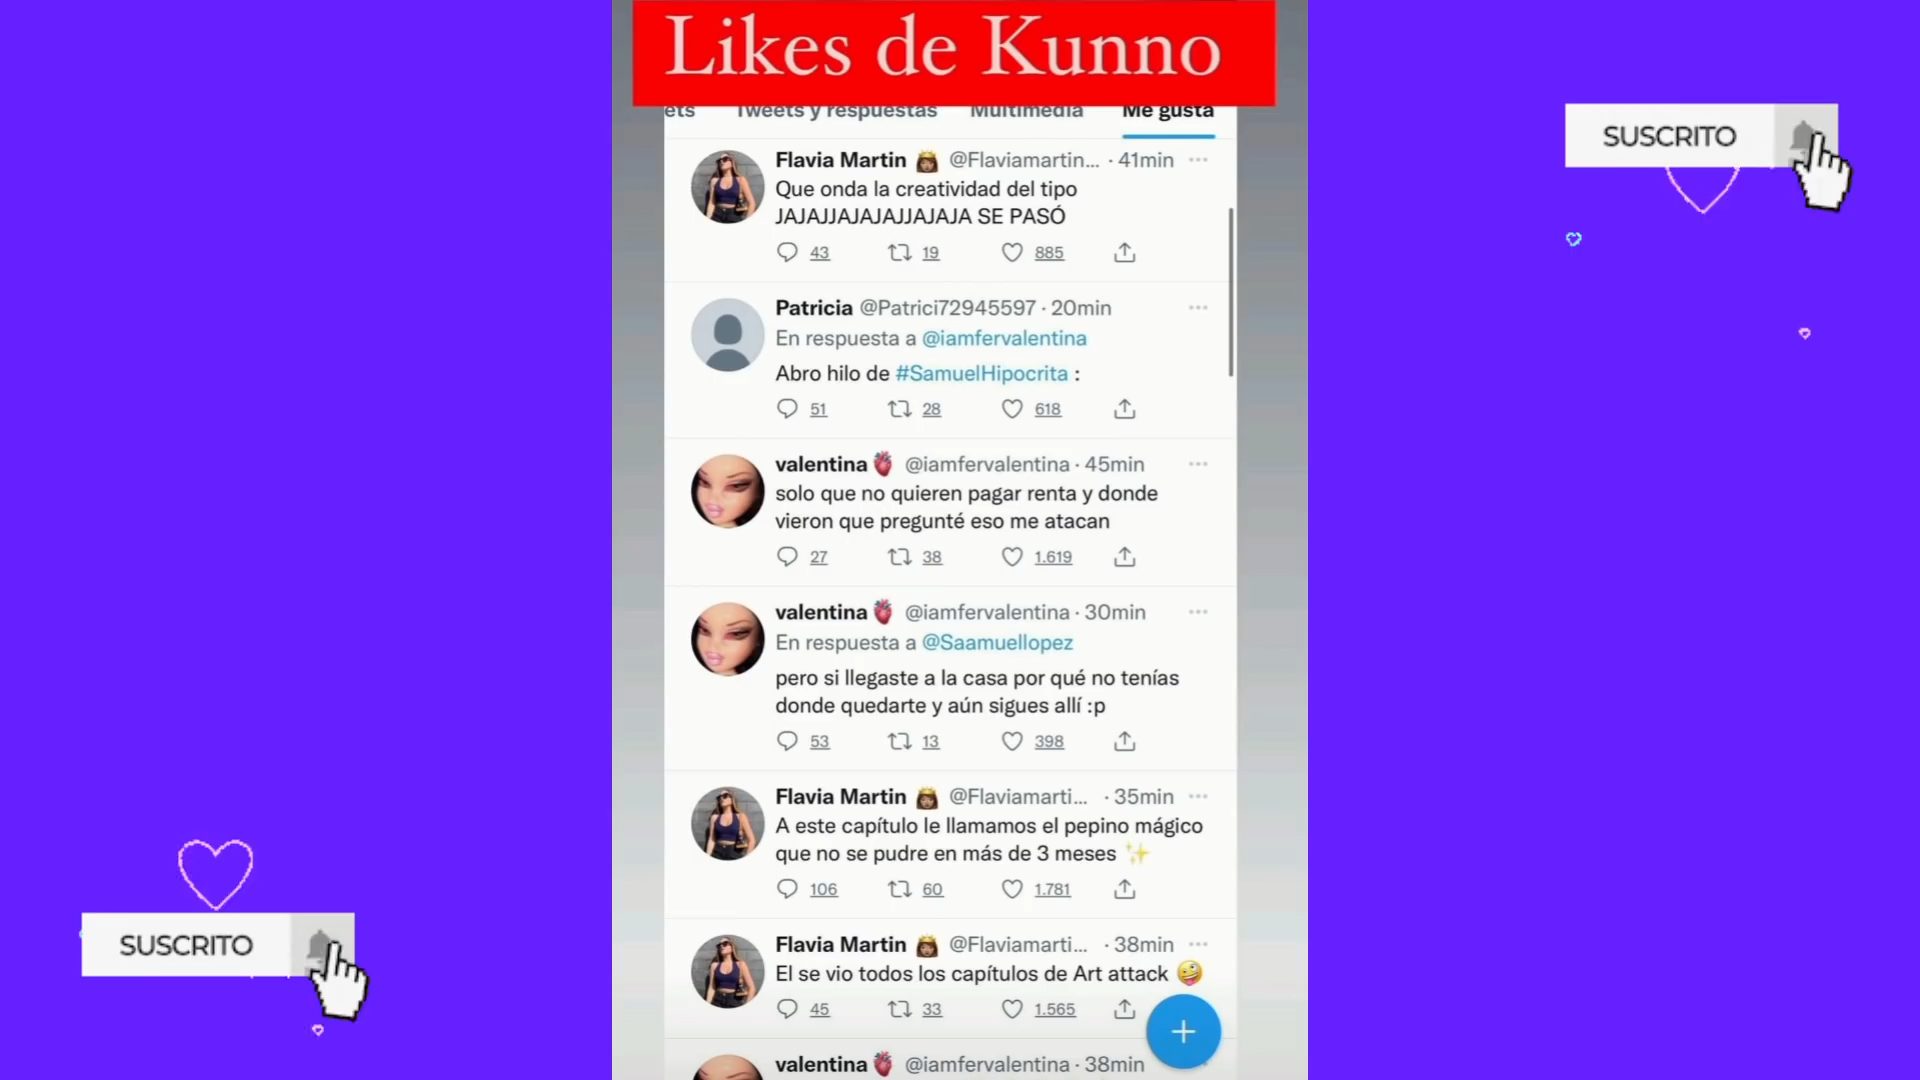 Likes de Kunno
ets Tweets y respuestas Multimedia Me gusta
SUSCRITO
Flavia Martin 👸🏽 @Flaviamartin... · 41min
Que onda la creatividad del tipo
JAJAJJAJAJAJJAJAJA SE PASÓ
43 19 885
Patricia @Patrici72945597 · 20min
En respuesta a @iamfervalentina
Abro hilo de #SamuelHipocrita :
51 28 618
valentina🫀 @iamfervalentina · 45min
solo que no quieren pagar renta y donde
vieron que pregunté eso me atacan
27 38 1.619
valentina🫀 @iamfervalentina · 30min
En respuesta a @Saamuellopez
pero si llegaste a la casa por qué no tenías
donde quedarte y aún sigues allí :p
53 13 398
Flavia Martin 👸🏽 @Flaviamarti... · 35min
A este capítulo le llamamos el pepino mágico
que no se pudre en más de 3 meses ✨
106 60 1.781
Flavia Martin 👸🏽 @Flaviamarti... · 38min
El se vio todos los capítulos de Art attack 🤪
45 33 1.565
valentina🫀 @iamfervalentina · 38min
SUSCRITO